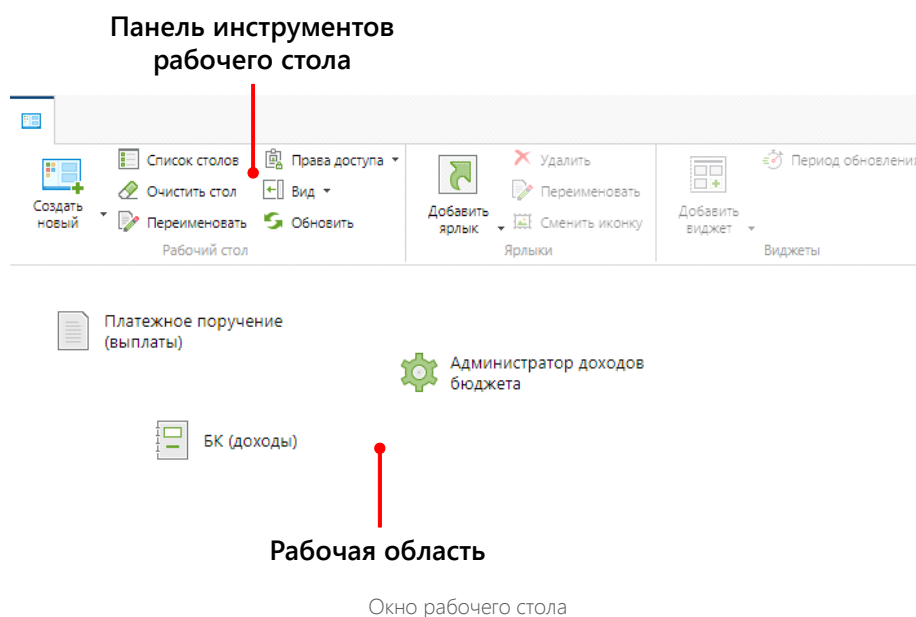 Панель инструментов
рабочего стола
Создать
новый
Список столов
Очистить стол
Переименовать
Права доступа
Вид
Обновить
Рабочий стол
Добавить
ярлык
Удалить
Переименовать
Сменить иконку
Ярлыки
Добавить
виджет
Период обновления
Виджеты
Платежное поручение
(выплаты)
Администратор доходов
бюджета
БК (доходы)
Рабочая область
Окно рабочего стола